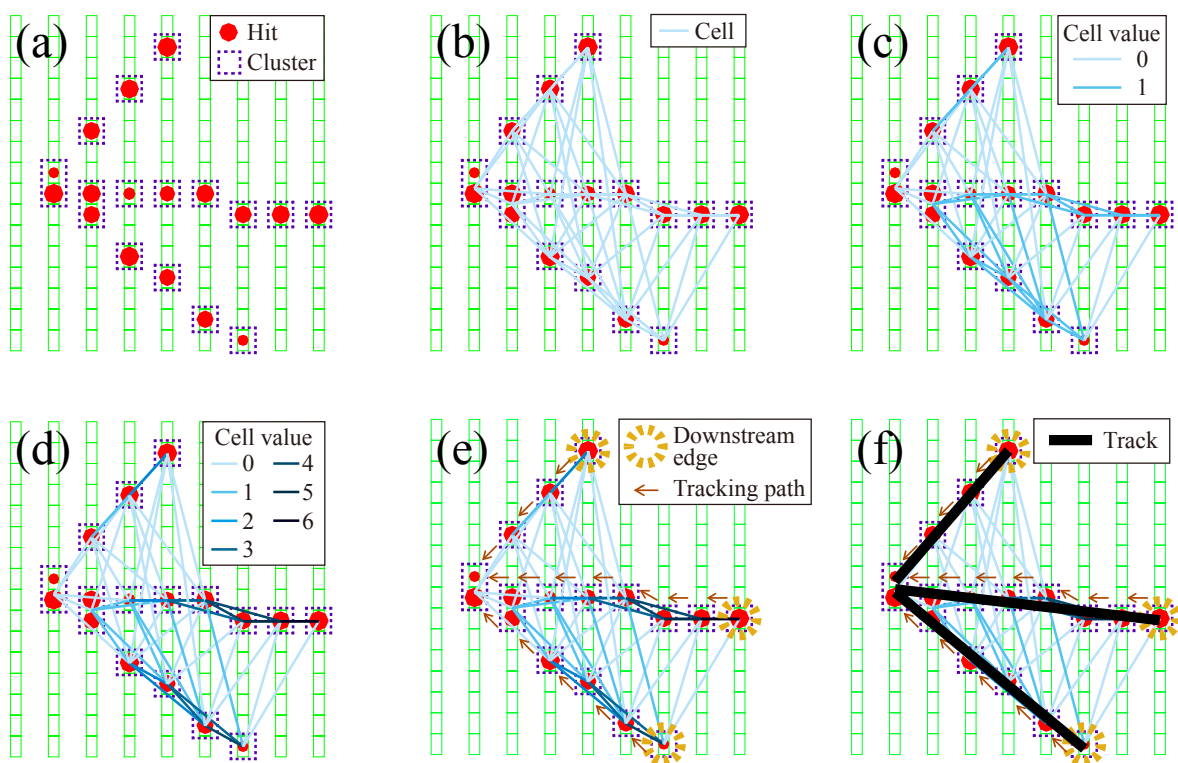 (a)
Hit
Cluster
(b)
Cell
(c)
Cell value
0
1
(d)
Cell value
0 4
1 5
2 6
3
(e)
Downstream
edge
Tracking path
(f)
Track